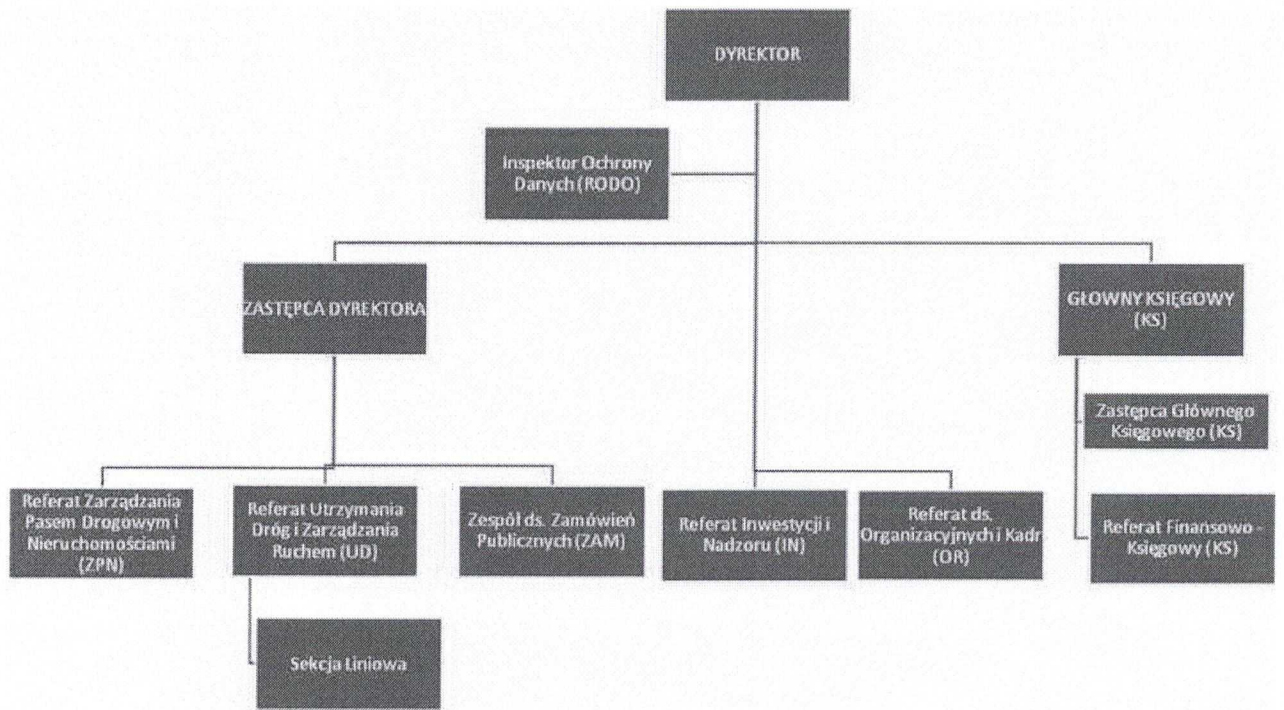 DYREKTOR
Inspektor Ochrony
Danych (RODO)
ZASTĘPCA DYREKTORA
GŁOWNY KSIĘGOWY
(KS)
Zastępca Głównego
Księgowego (KS)
Referat Zarządzania
Pasem Drogowym i
Nieruchomościami
(ZPN)
Referat Utrzymania
Dróg i Zarządzania
Ruchem (UD)
Zespół ds. Zamówień
Publicznych (ZAM)
Referat Inwestycji i
Nadzoru (IN)
Referat ds.
Organizacyjnych i Kadr
(OR)
Referat Finansowo -
Księgowy (KS)
Sekcja Liniowa